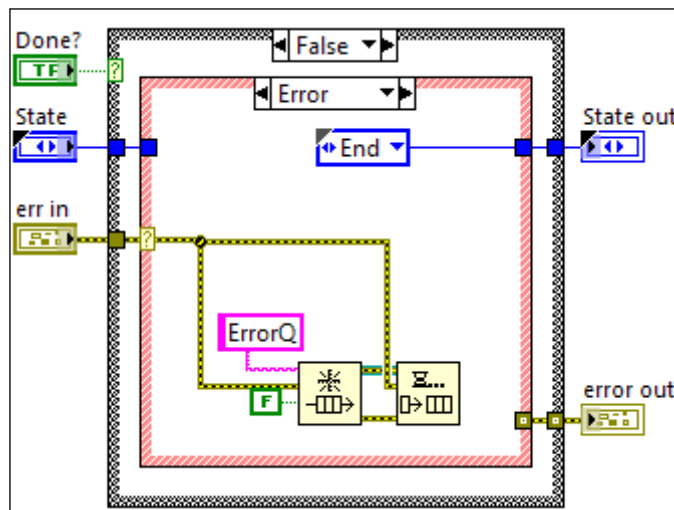 Done?
False
TF
?
Error
State
State out
End
err in
?
ErrorQ
F
error out